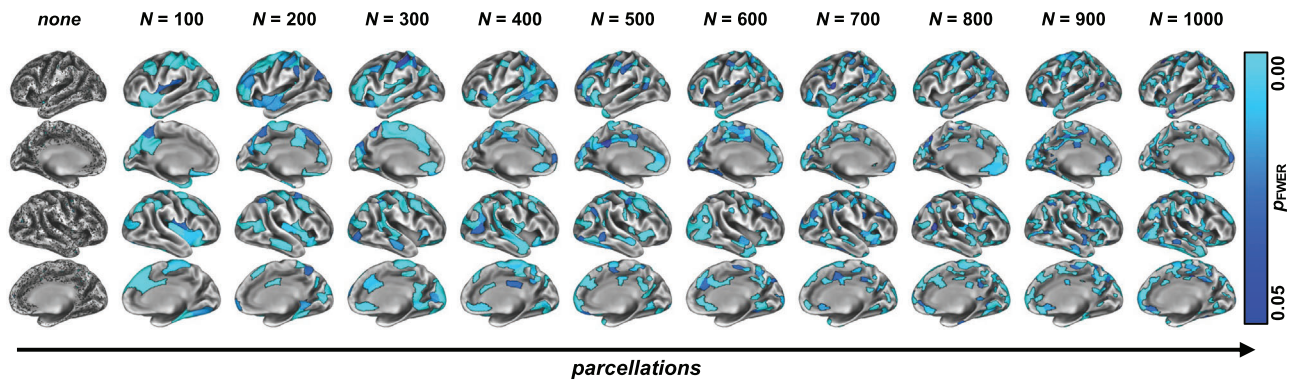 none N = 100 N = 200 N = 300 N = 400 N = 500 N = 600 N = 700 N = 800 N = 900 N = 1000
0.00
pFWER
0.05
parcellations